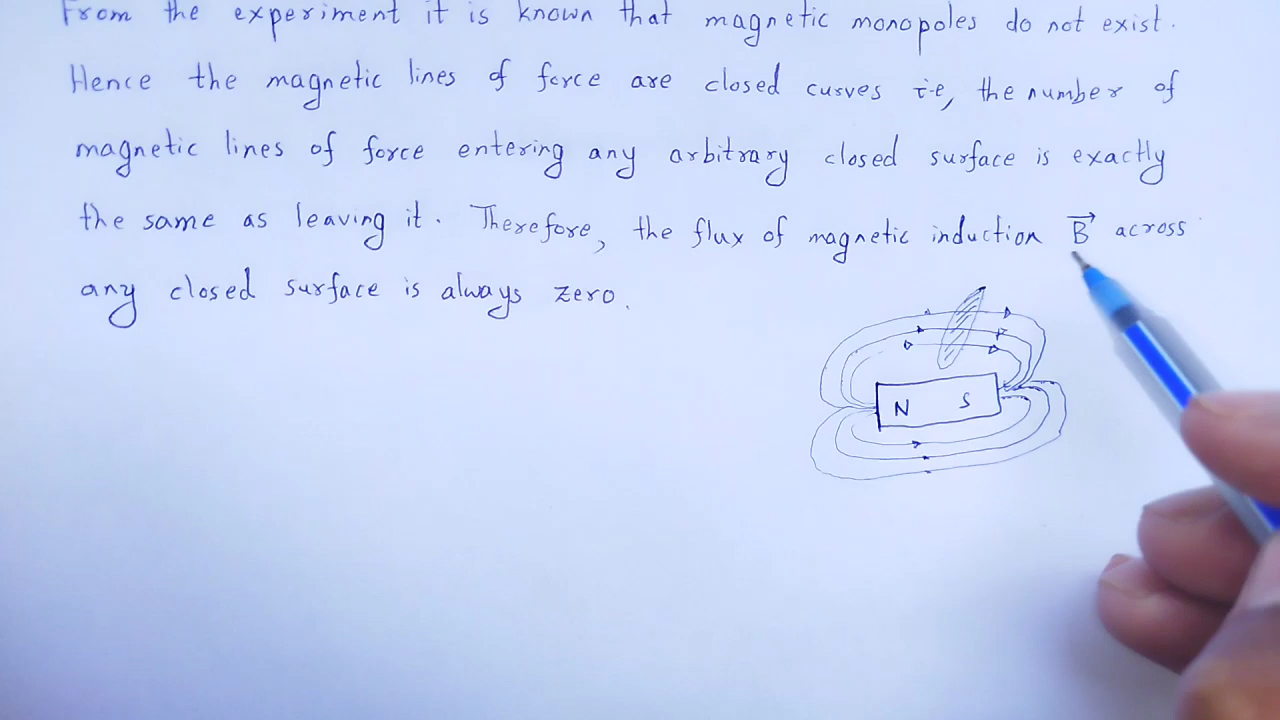 From the experiment it is known that magnetic monopoles do not exist.
Hence the magnetic lines of force are closed curves i.e, the number of
magnetic lines of force entering any arbitrary closed surface is exactly
the same as leaving it. Therefore, the flux of magnetic induction B⃗ across
any closed surface is always zero.
N S